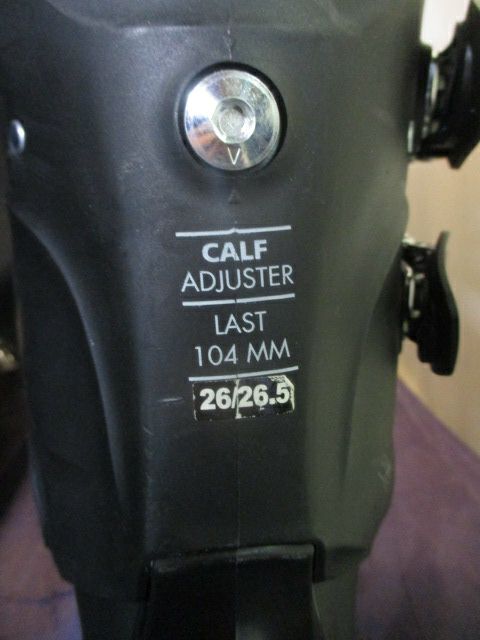 V
CALF
ADJUSTER
LAST
104 MM
26/26.5